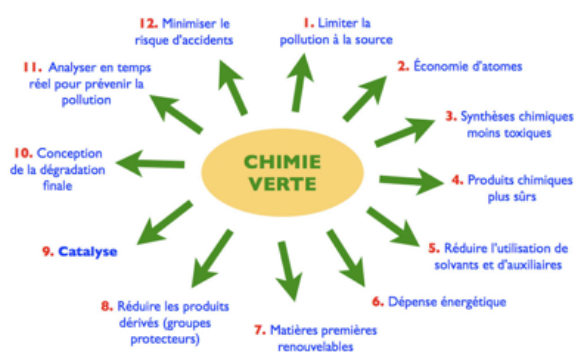 12. Minimiser le
risque d'accidents
1. Limiter la
pollution à la source
11. Analyser en temps
réel pour prévenir la
pollution
2. Économie d'atomes
3. Synthèses chimiques
moins toxiques
10. Conception
de la dégradation
finale
CHIMIE
VERTE
4. Produits chimiques
plus sûrs
9. Catalyse
5. Réduire l'utilisation de
solvants et d'auxiliaires
8. Réduire les produits
dérivés (groupes
protecteurs)
7. Matières premières
renouvelables
6. Dépense énergétique